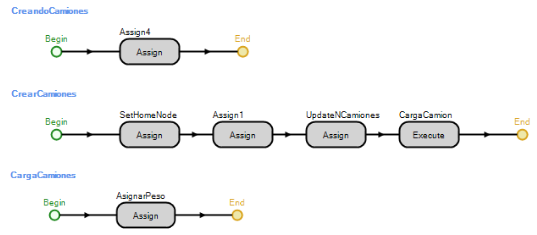 CreandoCamiones
Assign4
Begin
End
Assign
CrearCamiones
SetHomeNode Assign1 UpdateNCamiones CargaCamion
Begin
End
Assign Assign Assign Execute
CargaCamiones
AsignarPeso
Begin
End
Assign